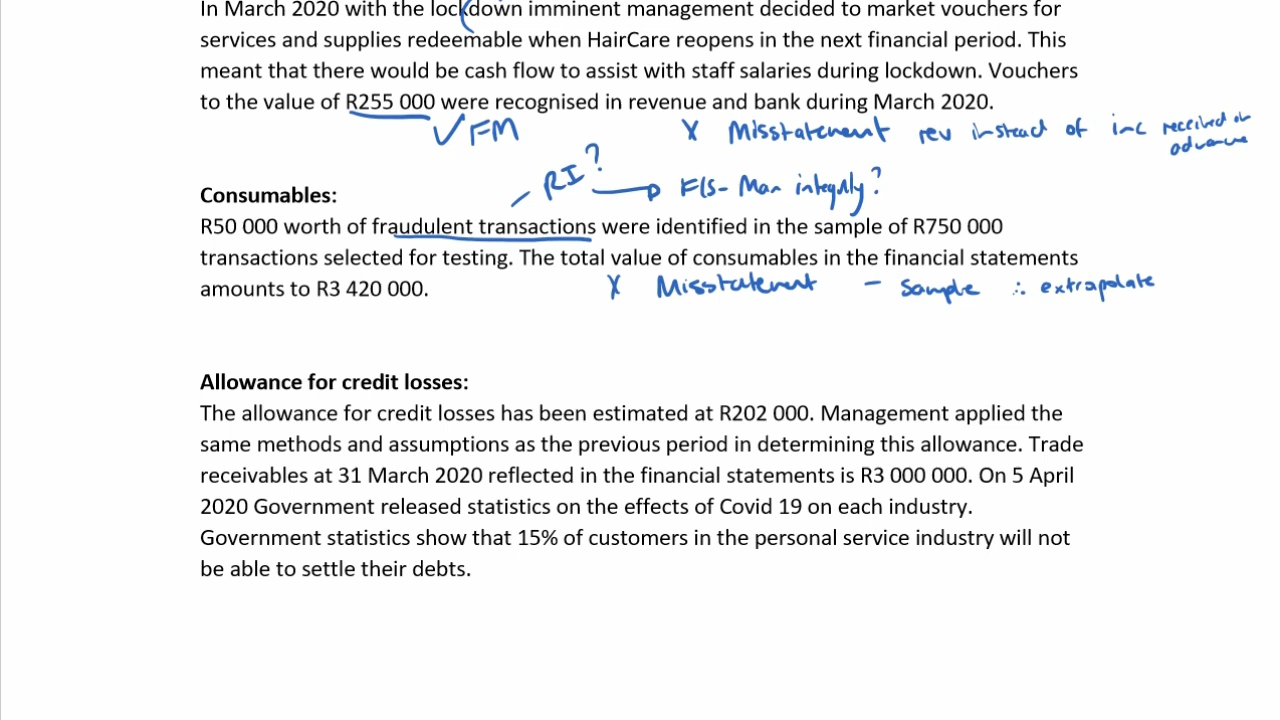 In March 2020 with the lockdown imminent management decided to market vouchers for
services and supplies redeemable when HairCare reopens in the next financial period. This
meant that there would be cash flow to assist with staff salaries during lockdown. Vouchers
to the value of R255 000 were recognised in revenue and bank during March 2020.
✓ FM X Misstatement rev instead of inc received in
advance
Consumables: – RI? → F/S - Man integrity?
R50 000 worth of fraudulent transactions were identified in the sample of R750 000
transactions selected for testing. The total value of consumables in the financial statements
amounts to R3 420 000. X Misstatement – Sample ∴ extrapolate
Allowance for credit losses:
The allowance for credit losses has been estimated at R202 000. Management applied the
same methods and assumptions as the previous period in determining this allowance. Trade
receivables at 31 March 2020 reflected in the financial statements is R3 000 000. On 5 April
2020 Government released statistics on the effects of Covid 19 on each industry.
Government statistics show that 15% of customers in the personal service industry will not
be able to settle their debts.